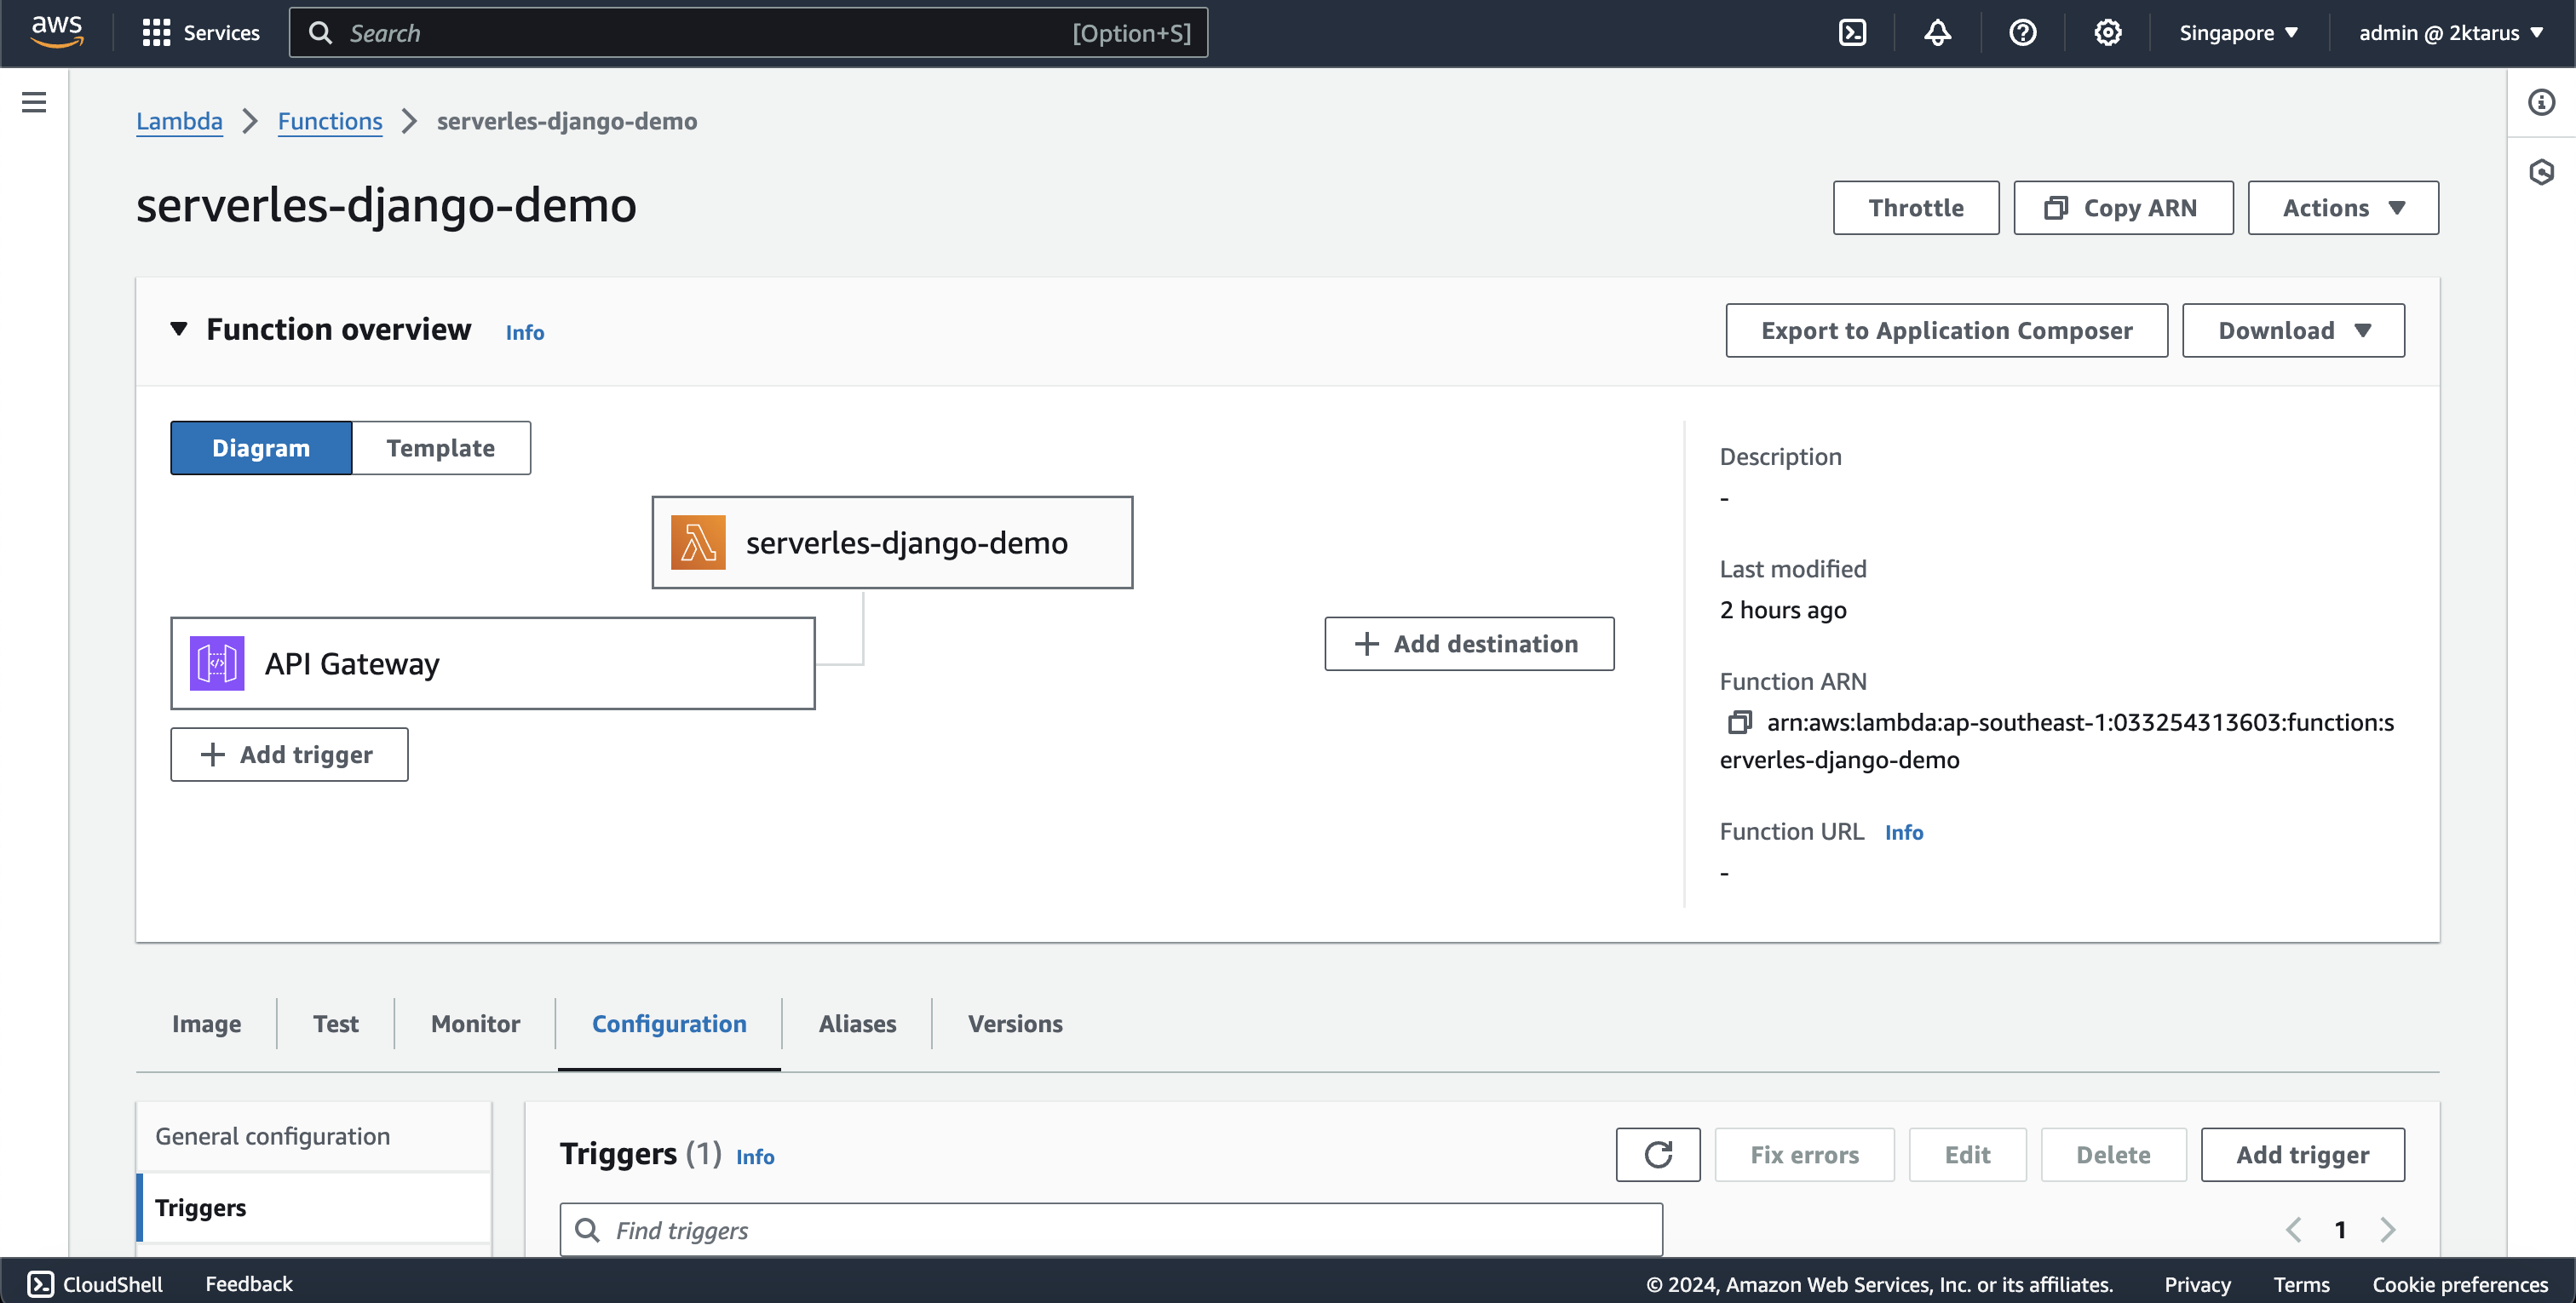 aws
Services
Search
[Option+S]
Singapore
admin @ 2ktarus
Lambda
Functions
serverles-django-demo
serverles-django-demo
Throttle
Copy ARN
Actions
Function overview
Info
Export to Application Composer
Download
Diagram
Template
serverles-django-demo
API Gateway
Add trigger
Add destination
Description
-
Last modified
2 hours ago
Function ARN
arn:aws:lambda:ap-southeast-1:033254313603:function:s
erverles-django-demo
Function URL
Info
-
Image
Test
Monitor
Configuration
Aliases
Versions
General configuration
Triggers
Triggers (1)
Info
Fix errors
Edit
Delete
Add trigger
Find triggers
1
CloudShell
Feedback
© 2024, Amazon Web Services, Inc. or its affiliates.
Privacy
Terms
Cookie preferences